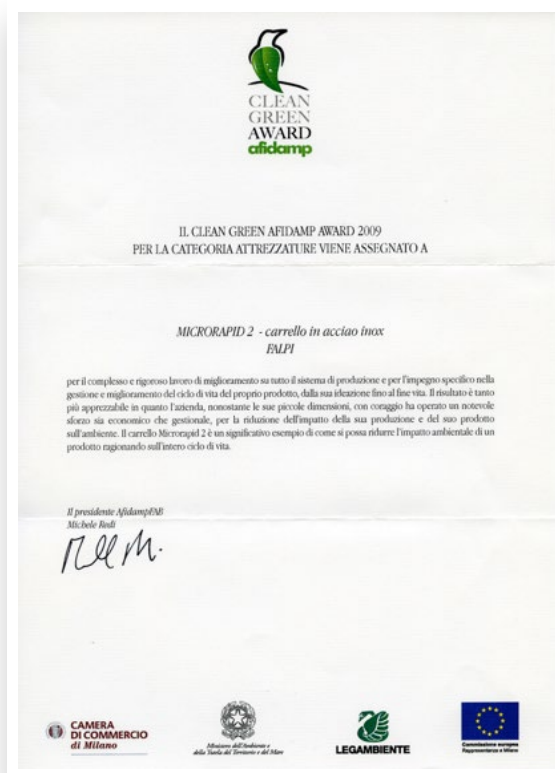 CLEAN
GREEN
AWARD
afidamp
IL CLEAN GREEN AFIDAMP AWARD 2009
PER LA CATEGORIA ATTREZZATURE VIENE ASSEGNATO A
MICRORAPID 2 - carrello in acciao inox
FALPI
per il complesso e rigoroso lavoro di miglioramento su tutto il sistema di produzione e per l'impegno specifico nella
gestione e miglioramento del ciclo di vita del proprio prodotto, dalla sua ideazione fino al fine vita. Il risultato è tanto
più apprezzabile in quanto l'azienda, nonostante le sue piccole dimensioni, con coraggio ha operato un notevole
sforzo sia economico che gestionale, per la riduzione dell'impatto della sua produzione e del suo prodotto
sull'ambiente. Il carrello Microrapid 2 è un significativo esempio di come si possa ridurre l'impatto ambientale di un
prodotto ragionando sull'intero ciclo di vita.
Il presidente AfidampFAB
Michele Redi
CAMERA
DI COMMERCIO
di Milano
Ministero dell'Ambiente e
della Tutela del Territorio e del Mare
LEGAMBIENTE
Commissione europea
Rappresentanza a Milano